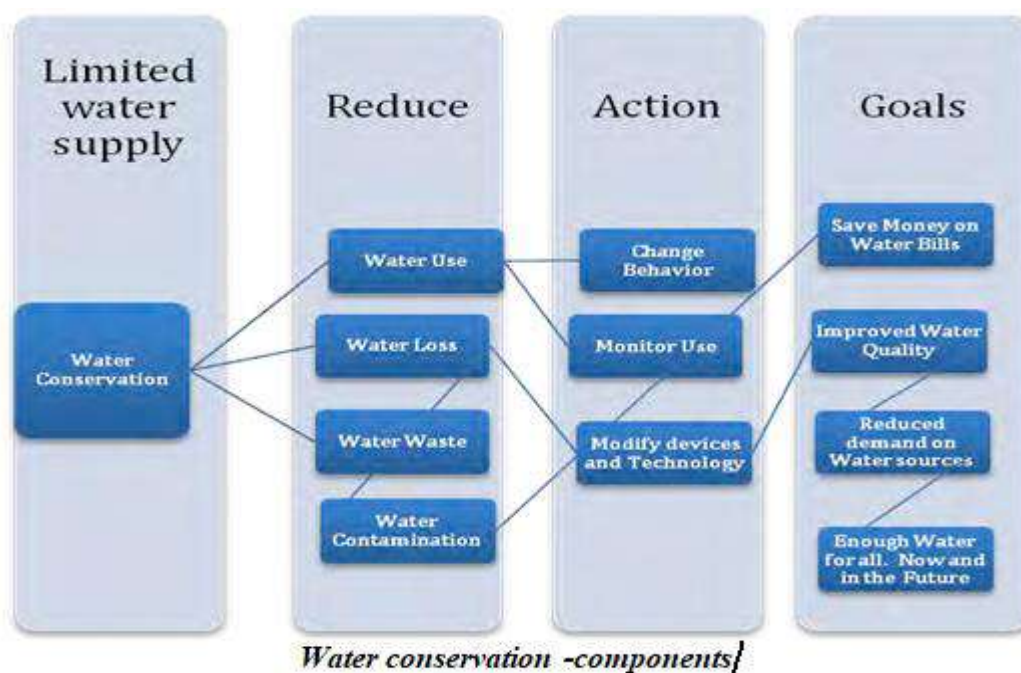 Limited
water
supply
Water
Conservation
Reduce
Water Use
Water Loss
Water Waste
Water
Contamination
Action
Change
Behavior
Monitor Use
Modify devices
and Technology
Goals
Save Money on
Water Bills
Improved Water
Quality
Reduced
demand on
Water sources
Enough Water
for all. Now and
in the Future
Water conservation -components/